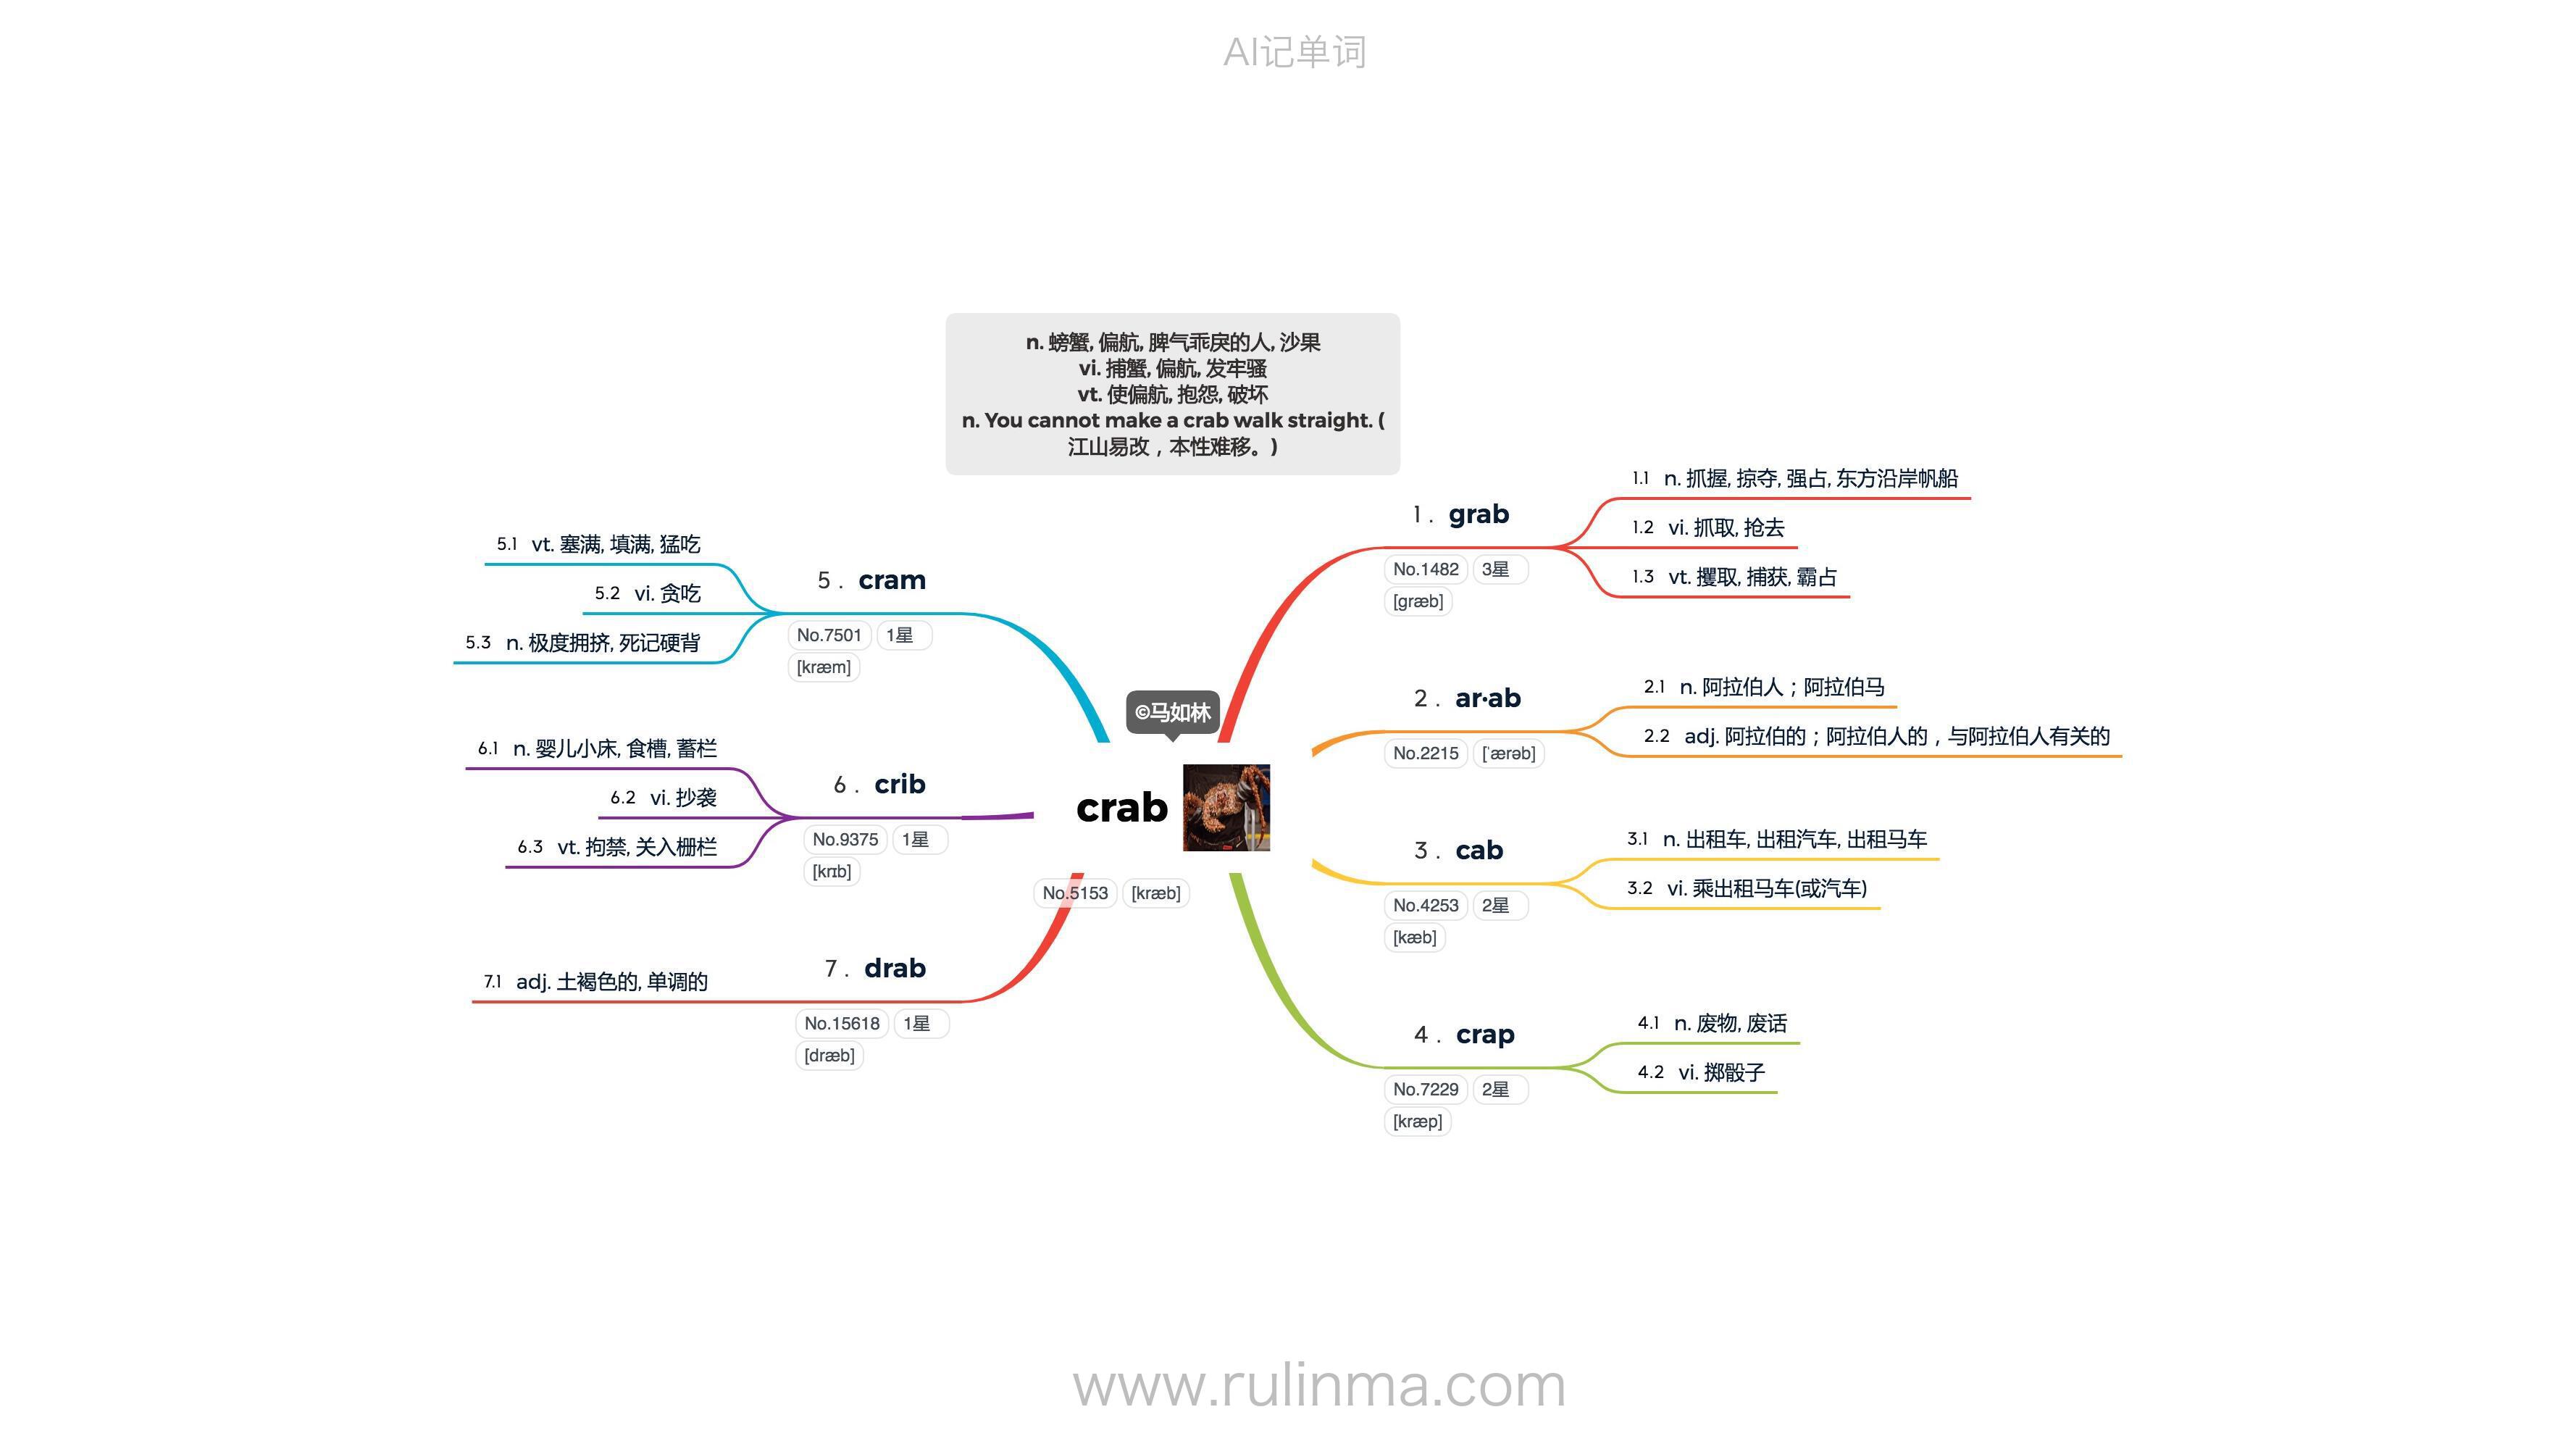 AI记单词
n. 螃蟹, 偏航, 脾气乖戾的人, 沙果
vi. 捕蟹, 偏航, 发牢骚
vt. 使偏航, 抱怨, 破坏
n. You cannot make a crab walk straight. (
江山易改，本性难移。)
©马如林
crab
No.5153 [kræb]
1. grab
No.1482 3星
[græb]
1.1 n. 抓握, 掠夺, 强占, 东方沿岸帆船
1.2 vi. 抓取, 抢去
1.3 vt. 攫取, 捕获, 霸占
2. ar·ab
No.2215 [ˈærəb]
2.1 n. 阿拉伯人；阿拉伯马
2.2 adj. 阿拉伯的；阿拉伯人的，与阿拉伯人有关的
3. cab
No.4253 2星
[kæb]
3.1 n. 出租车, 出租汽车, 出租马车
3.2 vi. 乘出租马车(或汽车)
4. crap
No.7229 2星
[kræp]
4.1 n. 废物, 废话
4.2 vi. 掷骰子
5. cram
No.7501 1星
[kræm]
5.1 vt. 塞满, 填满, 猛吃
5.2 vi. 贪吃
5.3 n. 极度拥挤, 死记硬背
6. crib
No.9375 1星
[krɪb]
6.1 n. 婴儿小床, 食槽, 蓄栏
6.2 vi. 抄袭
6.3 vt. 拘禁, 关入栅栏
7. drab
No.15618 1星
[dræb]
7.1 adj. 土褐色的, 单调的
www.rulinma.com